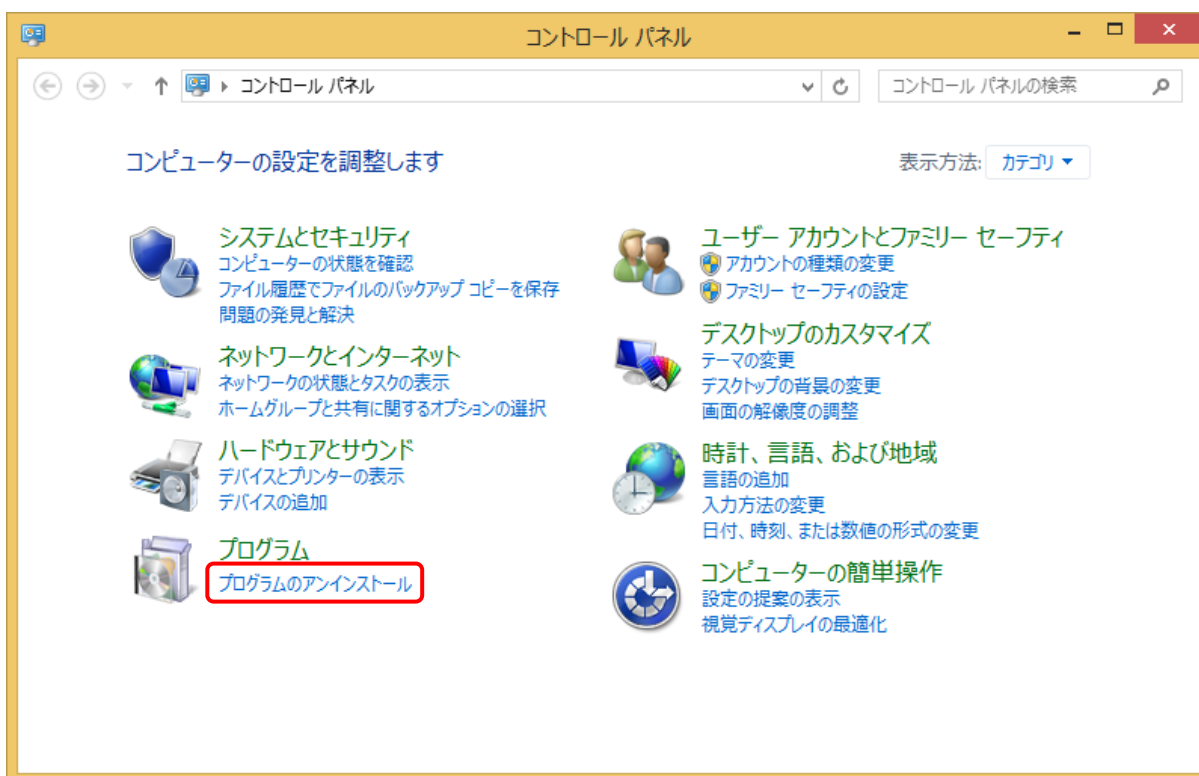 コントロール パネル
コントロール パネル
コントロール パネルの検索
コンピューターの設定を調整します
表示方法: カテゴリ
システムとセキュリティ
コンピューターの状態を確認
ファイル履歴でファイルのバックアップ コピーを保存
問題の発見と解決
ネットワークとインターネット
ネットワークの状態とタスクの表示
ホームグループと共有に関するオプションの選択
ハードウェアとサウンド
デバイスとプリンターの表示
デバイスの追加
プログラム
プログラムのアンインストール
ユーザー アカウントとファミリー セーフティ
アカウントの種類の変更
ファミリー セーフティの設定
デスクトップのカスタマイズ
テーマの変更
デスクトップの背景の変更
画面の解像度の調整
時計、言語、および地域
言語の追加
入力方法の変更
日付、時刻、または数値の形式の変更
コンピューターの簡単操作
設定の提案の表示
視覚ディスプレイの最適化